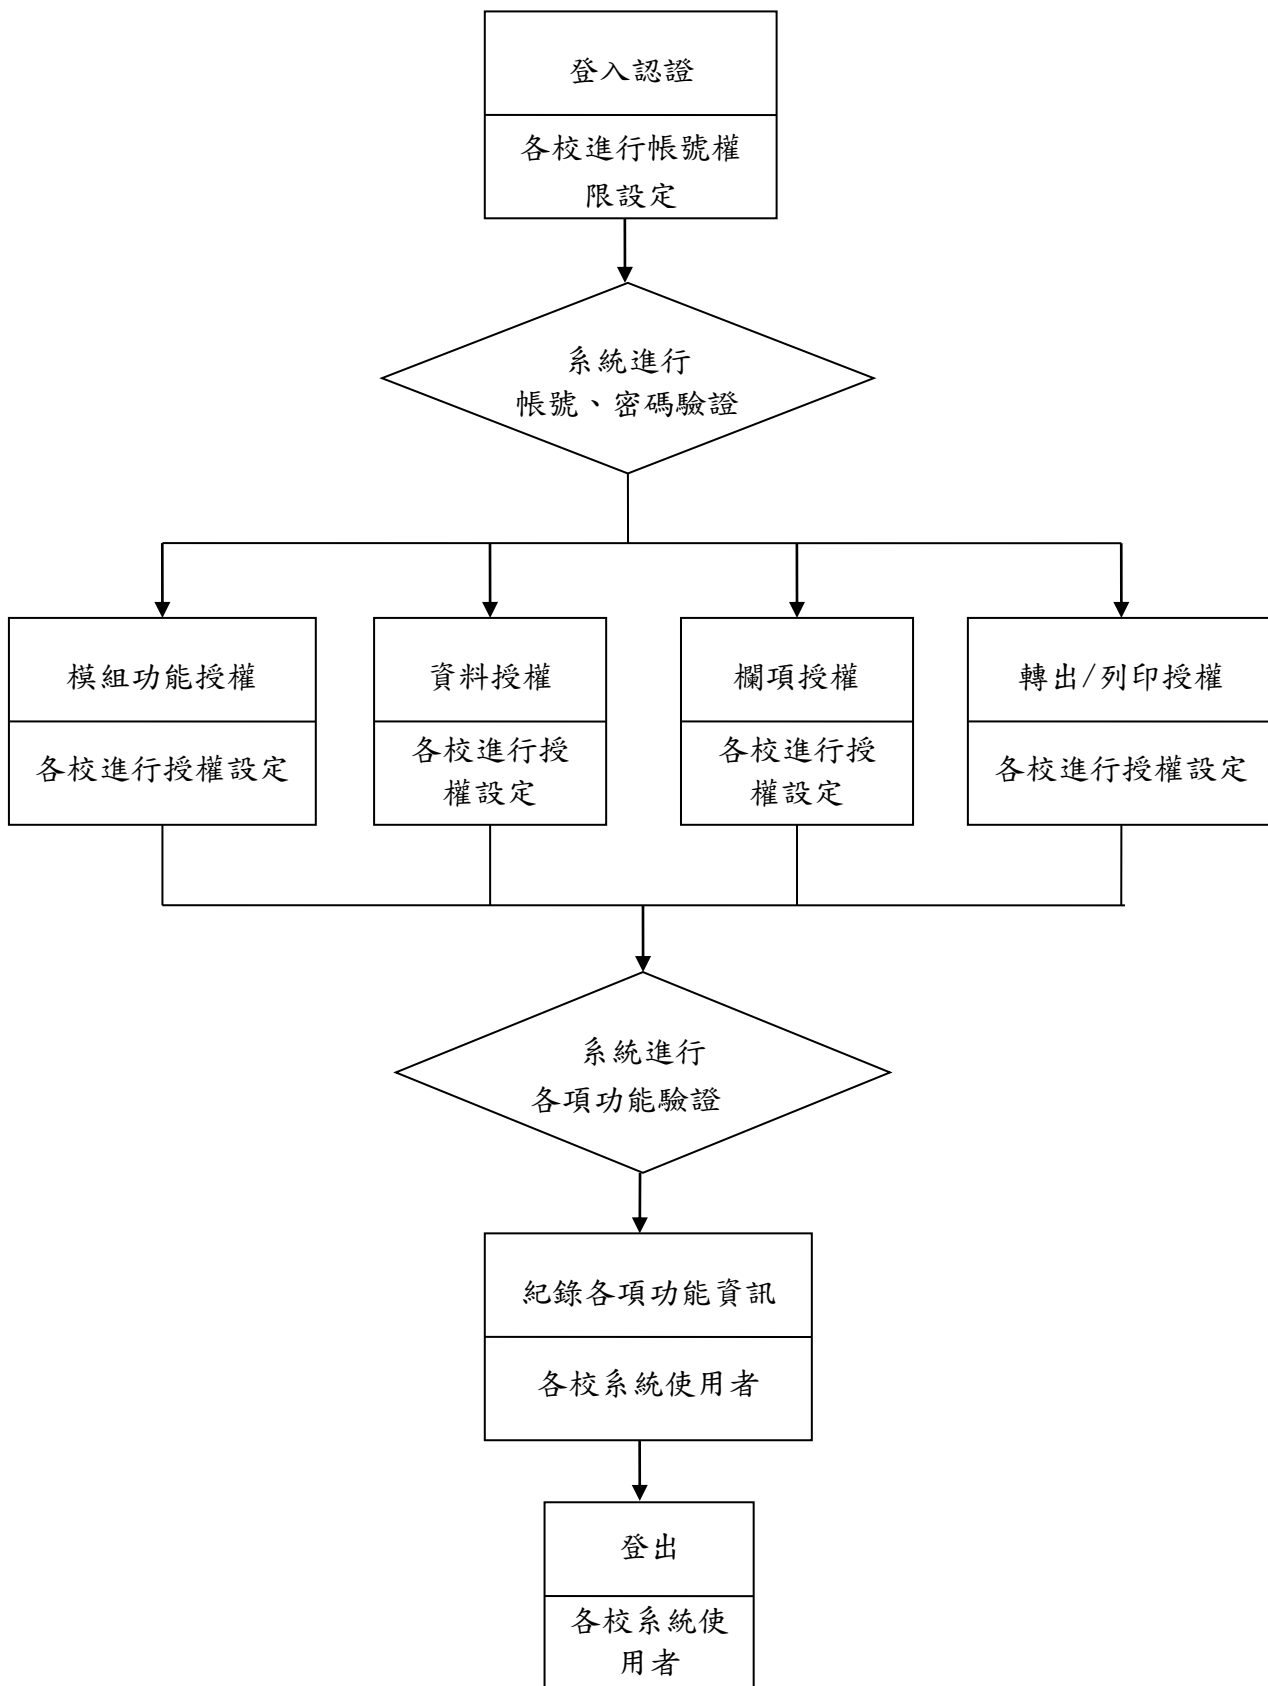 登入認證
各校進行帳號權
限設定
系統進行
帳號、密碼驗證
模組功能授權
各校進行授權設定
資料授權
各校進行授
權設定
欄項授權
各校進行授
權設定
轉出/列印授權
各校進行授權設定
系統進行
各項功能驗證
紀錄各項功能資訊
各校系統使用者
登出
各校系統使
用者